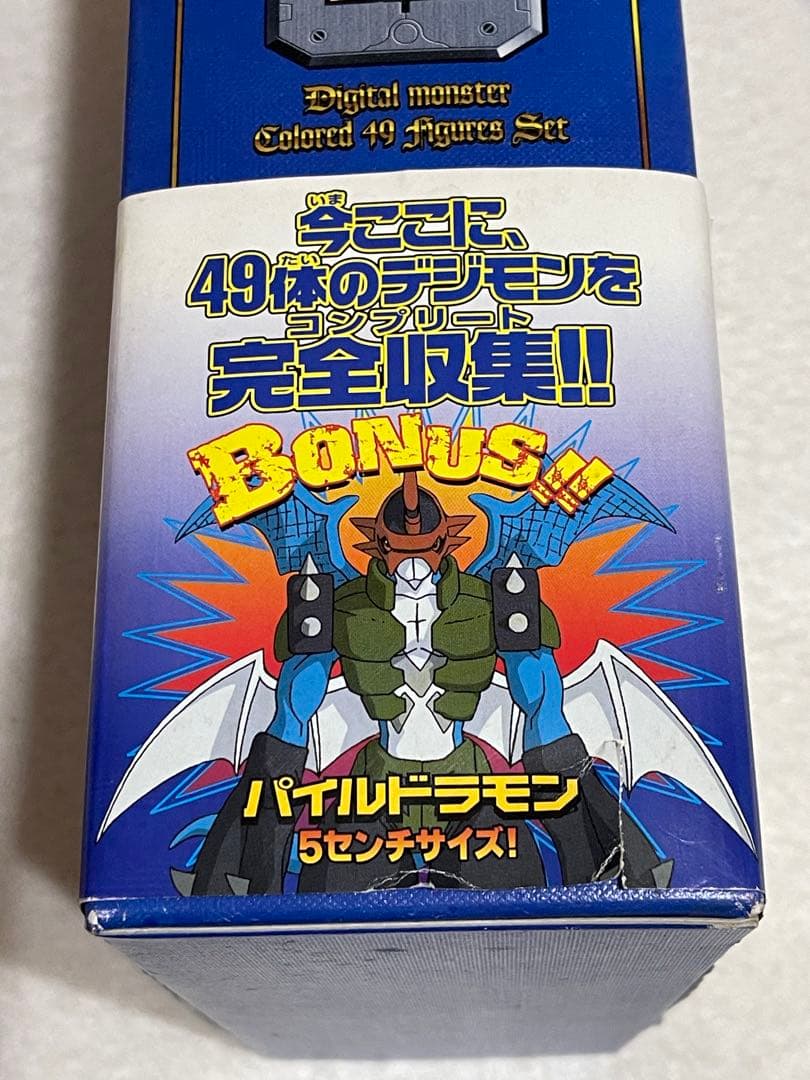 Digital monster
Colored 49 Figures Set
いま
今ここに、
たい
49体のデジモンを
コンプリート
完全収集!!
BONUS!!
パイルドラモン
5センチサイズ!